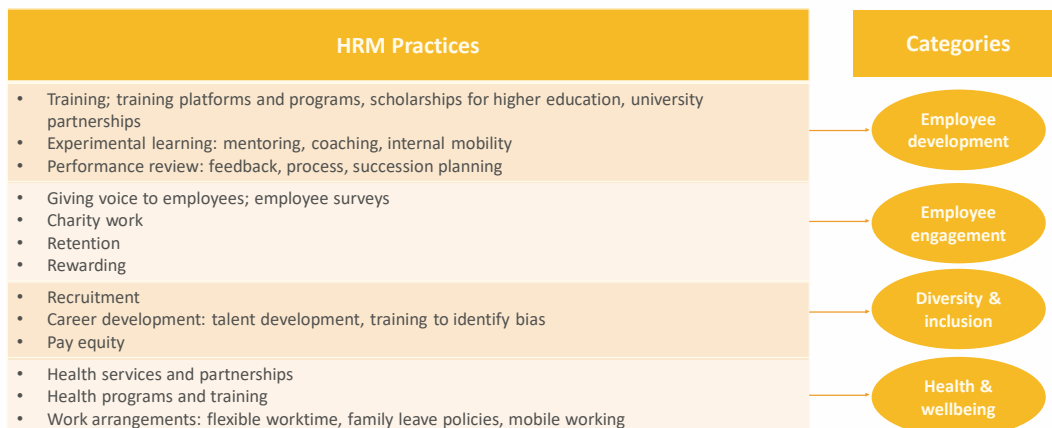 HRM Practices
Categories
• Training; training platforms and programs, scholarships for higher education, university
partnerships
• Experimental learning: mentoring, coaching, internal mobility
• Performance review: feedback, process, succession planning
Employee
development
• Giving voice to employees; employee surveys
• Charity work
• Retention
• Rewarding
Employee
engagement
• Recruitment
• Career development: talent development, training to identify bias
• Pay equity
Diversity &
inclusion
• Health services and partnerships
• Health programs and training
• Work arrangements: flexible worktime, family leave policies, mobile working
Health &
wellbeing